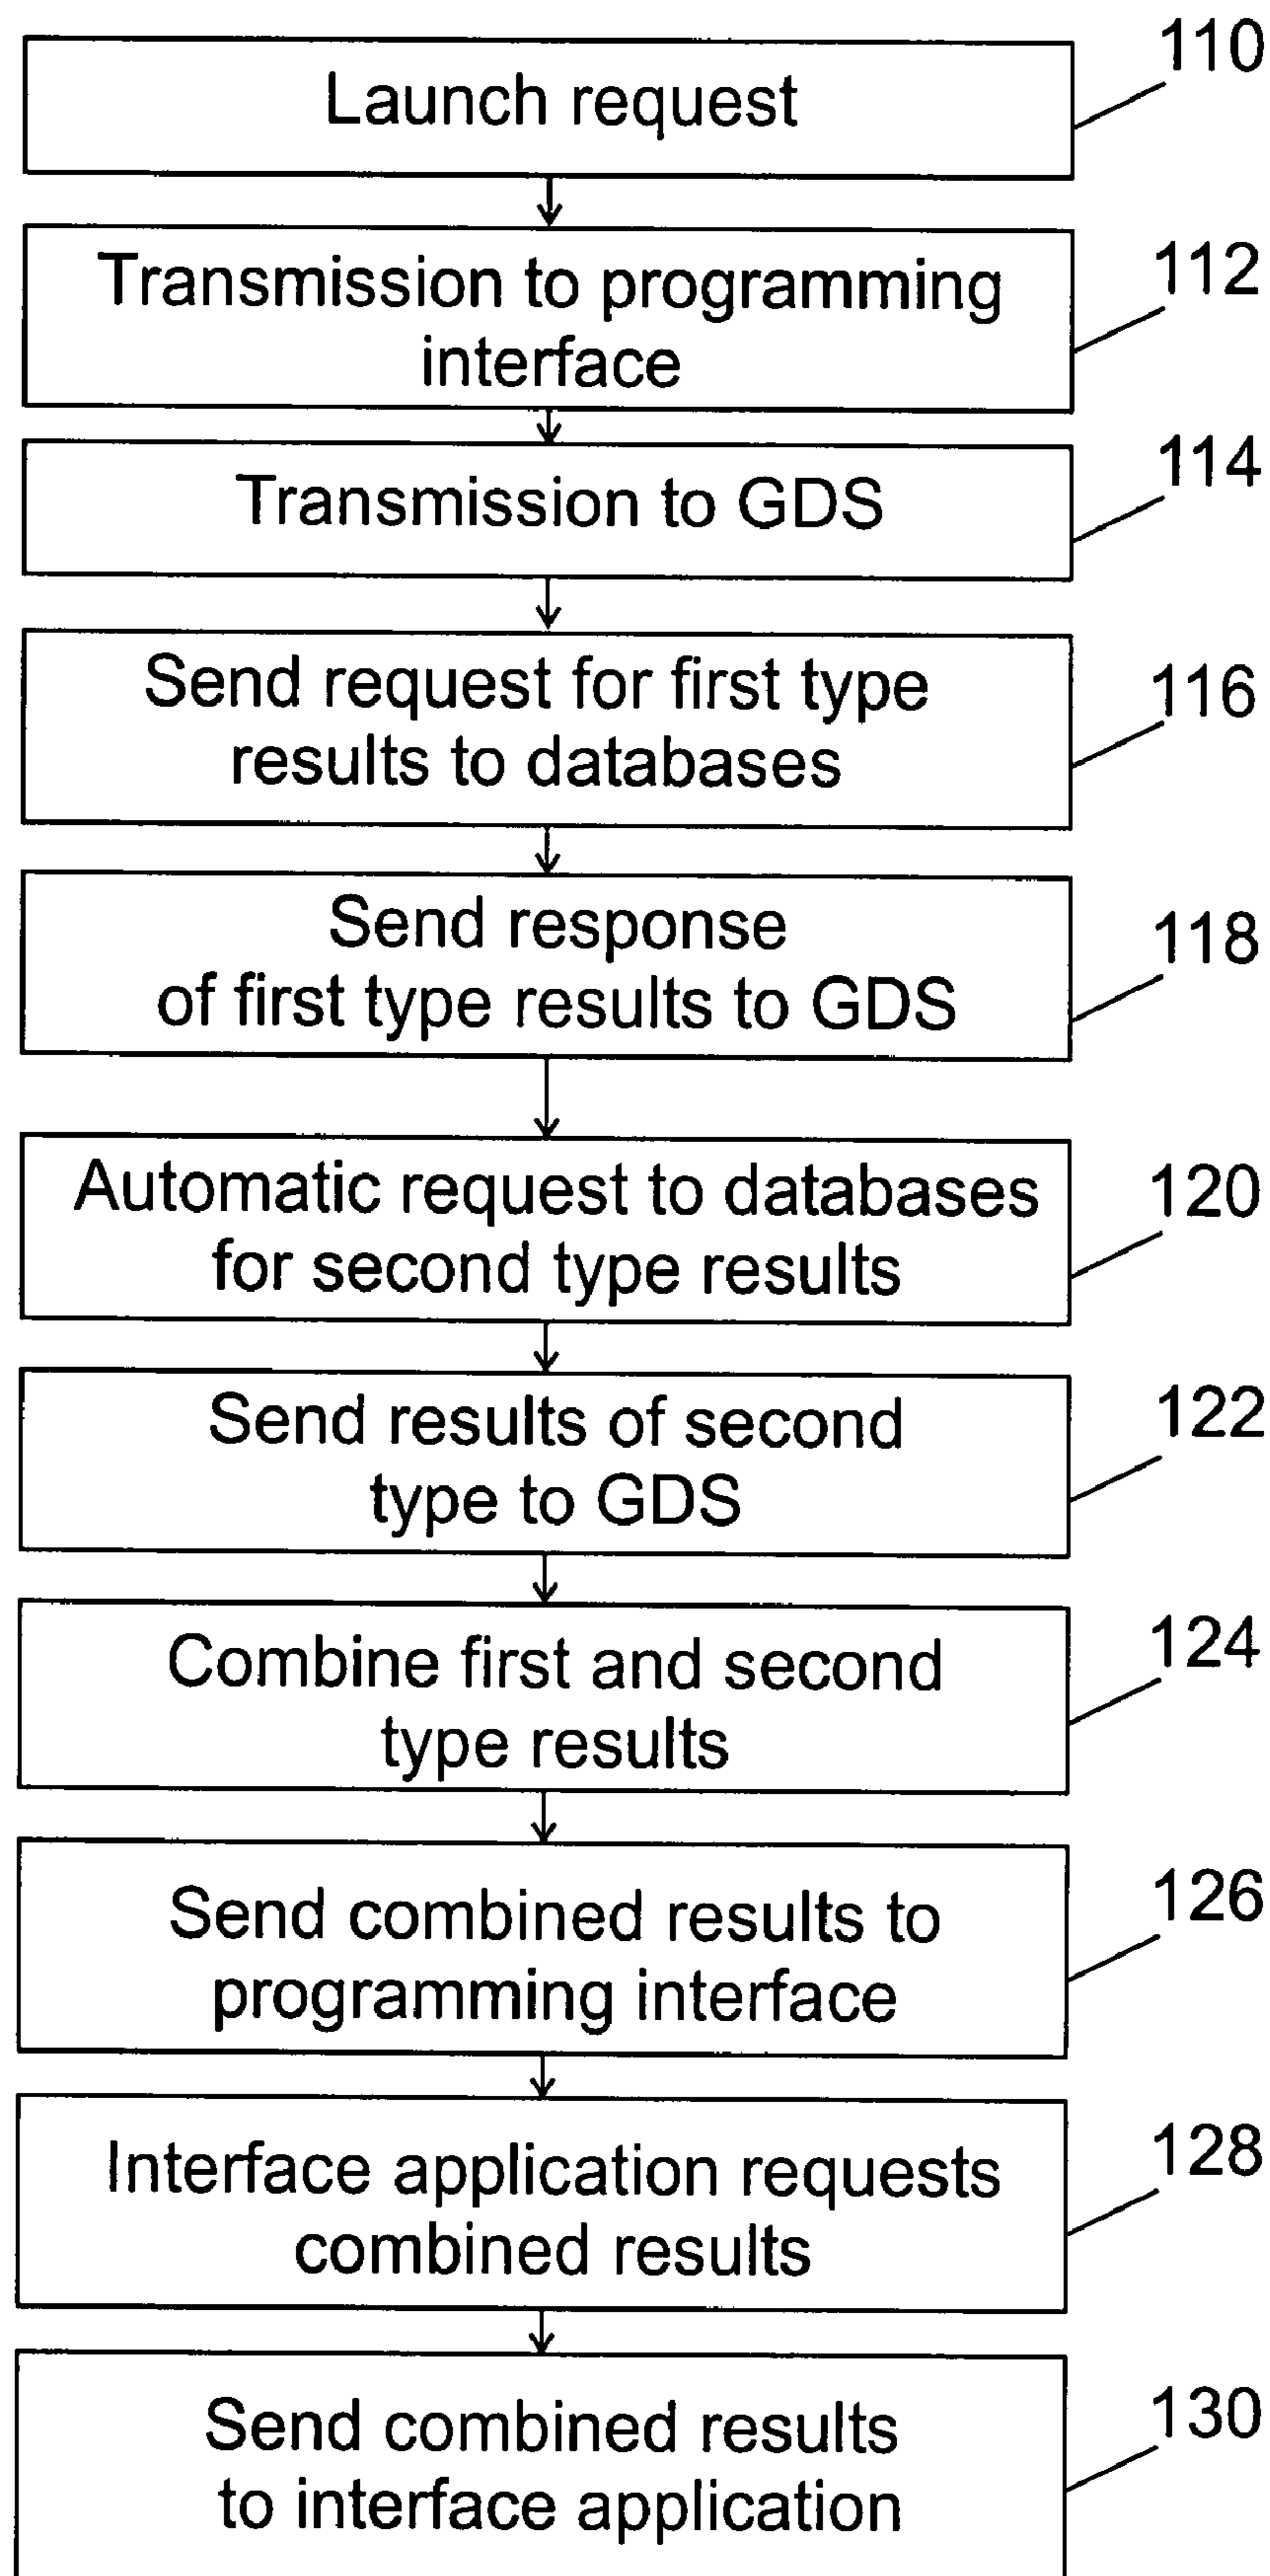 110
Launch request
112
Transmission to programming
interface
114
Transmission to GDS
116
Send request for first type
results to databases
118
Send response
of first type results to GDS
120
Automatic request to databases
for second type results
122
Send results of second
type to GDS
124
Combine first and second
type results
126
Send combined results to
programming interface
128
Interface application requests
combined results
130
Send combined results
to interface application